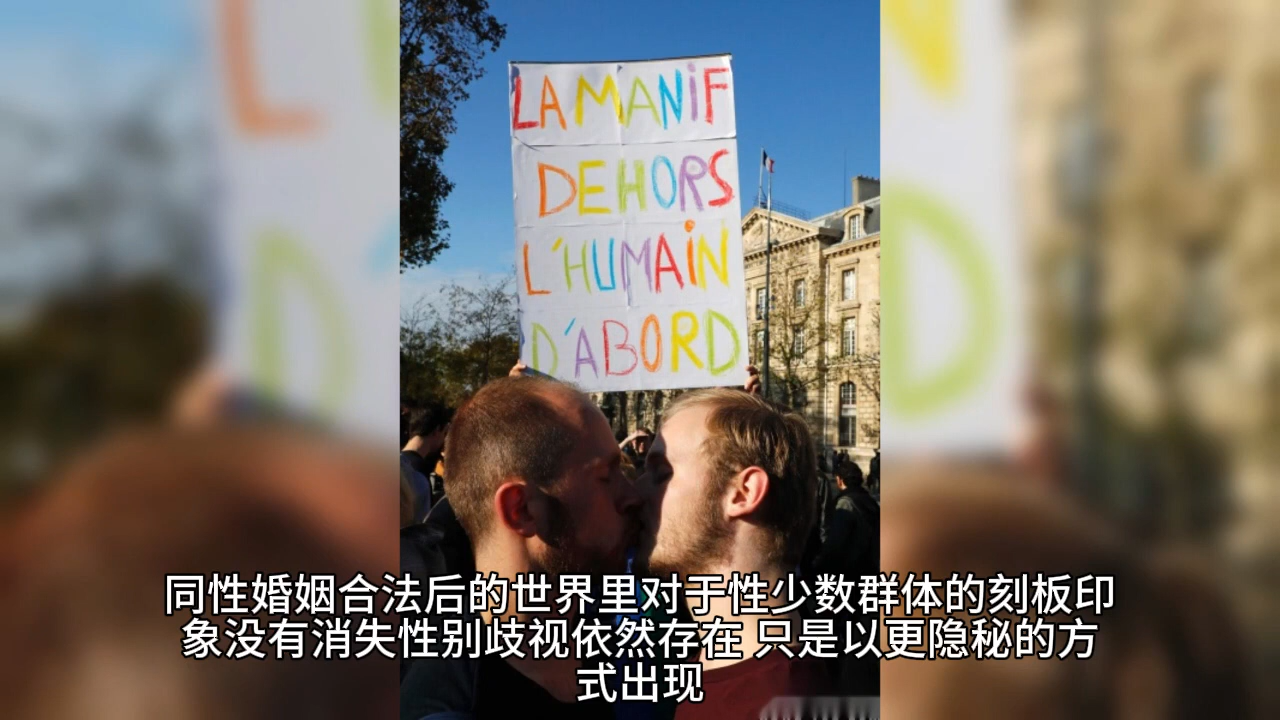 LA MANIF
DEHORS
L'HUMAIN
D'ABORD
同性婚姻合法后的世界里对于性少数群体的刻板印
象没有消失性别歧视依然存在 只是以更隐秘的方
式出现